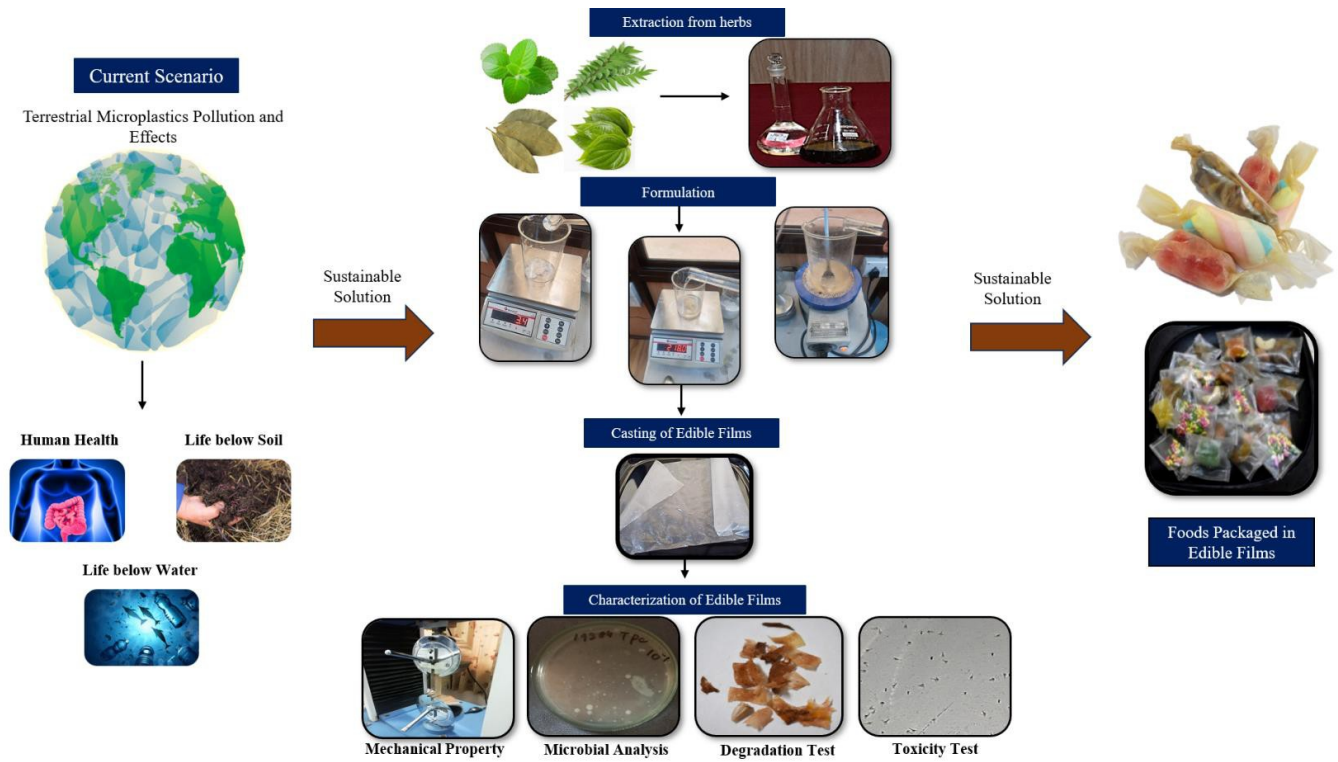 Current Scenario
Terrestrial Microplastics Pollution and
Effects
Human Health
Life below Soil
Life below Water
Sustainable
Solution
Extraction from herbs
Formulation
Casting of Edible Films
Characterization of Edible Films
Mechanical Property
Microbial Analysis
Degradation Test
Toxicity Test
Sustainable
Solution
Foods Packaged in
Edible Films